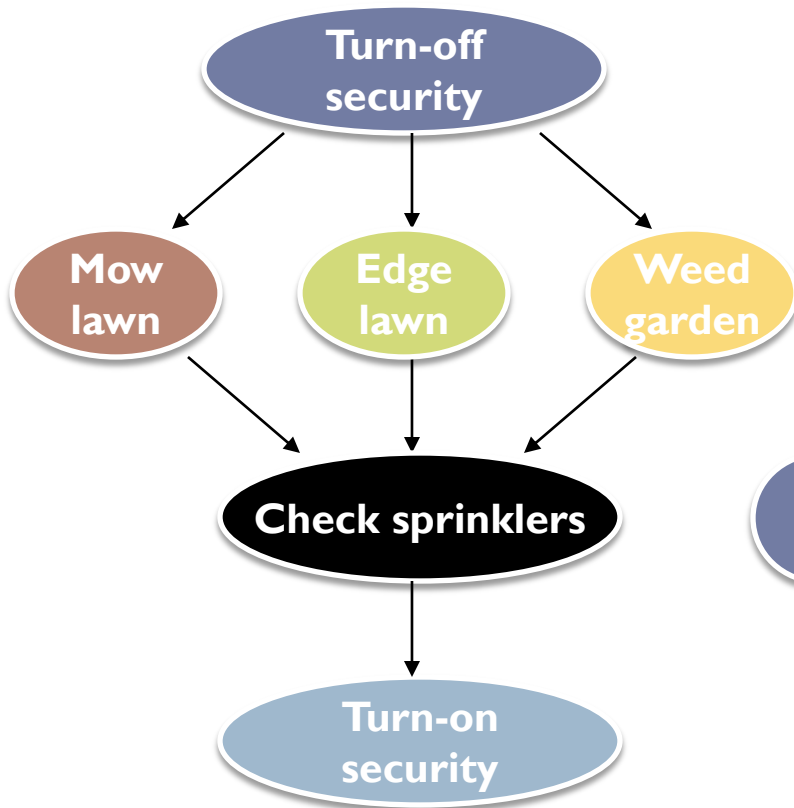 Turn-off
security
Mow
lawn
Edge
lawn
Weed
garden
Check sprinklers
Turn-on
security